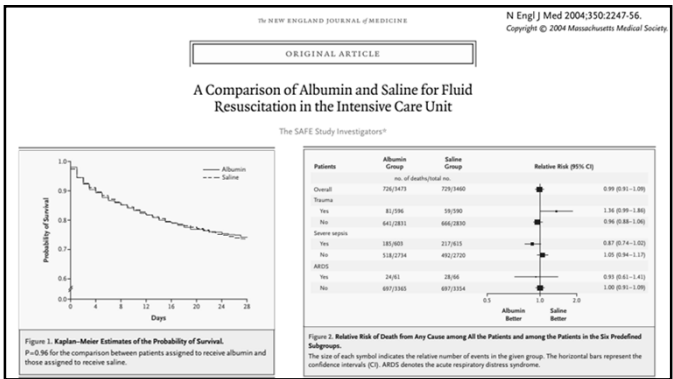 The NEW ENGLAND JOURNAL of MEDICINE
N Engl J Med 2004;350:2247-56.
Copyright © 2004 Massachusetts Medical Society.
ORIGINAL ARTICLE
A Comparison of Albumin and Saline for Fluid
Resuscitation in the Intensive Care Unit
The SAFE Study Investigators*
1.0
0.9
0.8
0.7
0.6
0.0
Probability of Survival
Albumin
Saline
0 4 8 12 16 20 24 28
Days
Figure 1. Kaplan–Meier Estimates of the Probability of Survival.
P=0.96 for the comparison between patients assigned to receive albumin and
those assigned to receive saline.
Patients Albumin Group Saline Group Relative Risk (95% CI)
no. of deaths/total no.
Overall 726/3473 729/3460 0.99 (0.91–1.09)
Trauma
Yes 81/596 59/590 1.36 (0.99–1.86)
No 641/2831 666/2830 0.96 (0.88–1.06)
Severe sepsis
Yes 185/603 217/615 0.87 (0.74–1.02)
No 518/2734 492/2720 1.05 (0.94–1.17)
ARDS
Yes 24/61 28/66 0.93 (0.61–1.41)
No 697/3365 697/3354 1.00 (0.91–1.09)
0.5 1.0 2.0
Albumin Better Saline Better
Figure 2. Relative Risk of Death from Any Cause among All the Patients and among the Patients in the Six Predefined
Subgroups.
The size of each symbol indicates the relative number of events in the given group. The horizontal bars represent the
confidence intervals (CI). ARDS denotes the acute respiratory distress syndrome.